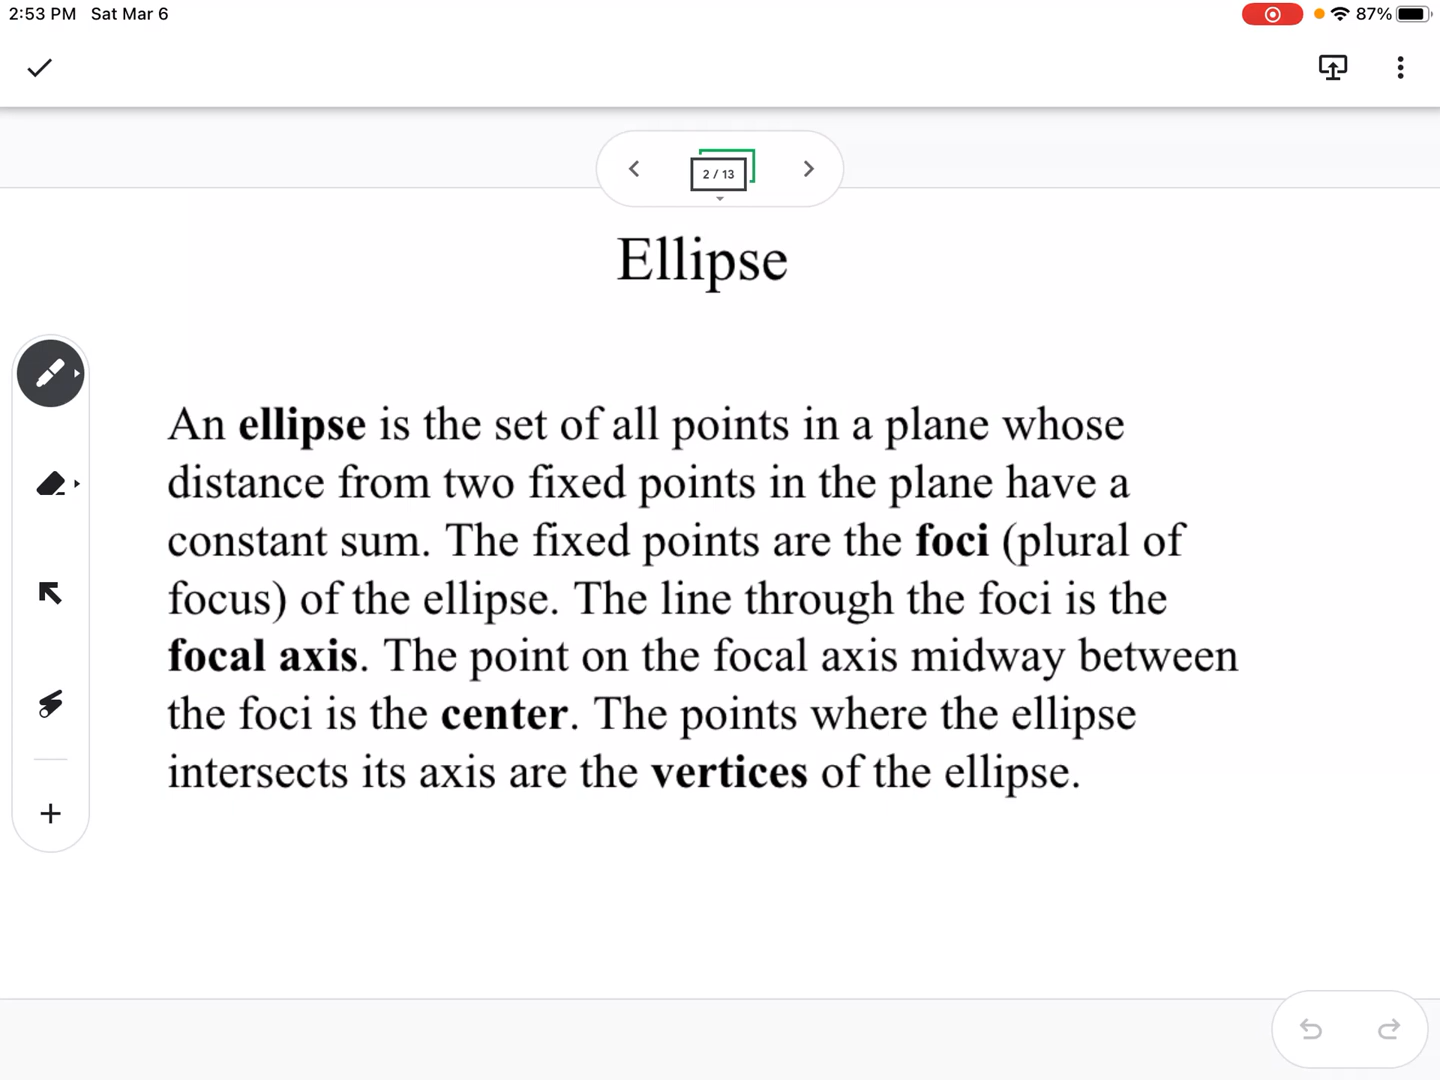 2:53 PM Sat Mar 6
87%
2 / 13
Ellipse
An ellipse is the set of all points in a plane whose
distance from two fixed points in the plane have a
constant sum. The fixed points are the foci (plural of
focus) of the ellipse. The line through the foci is the
focal axis. The point on the focal axis midway between
the foci is the center. The points where the ellipse
intersects its axis are the vertices of the ellipse.